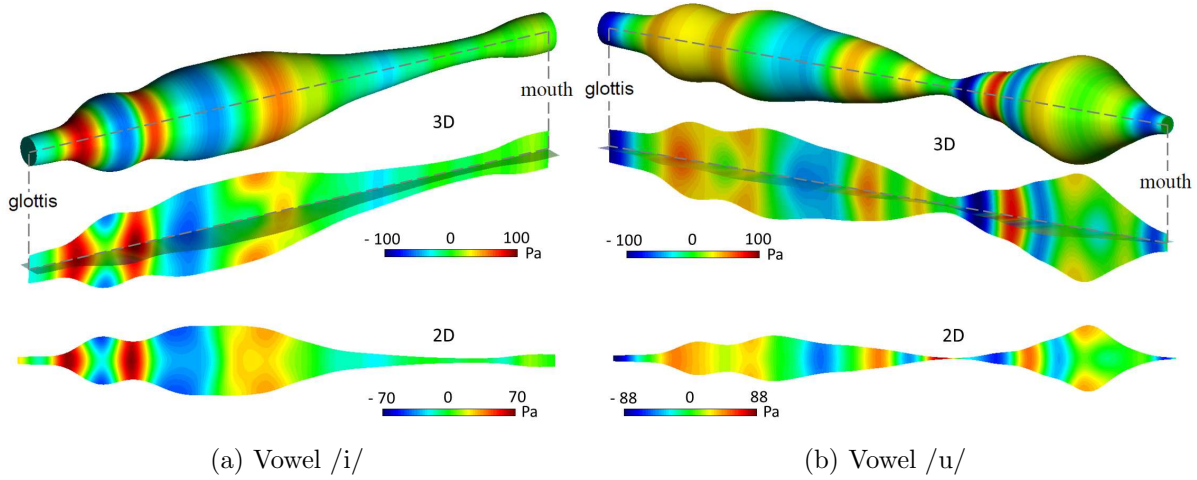 glottis
mouth
3D
- 100 0 100
Pa
2D
- 70 0 70
Pa
(a) Vowel /i/
glottis
mouth
3D
- 100 0 100
Pa
2D
- 88 0 88
Pa
(b) Vowel /u/